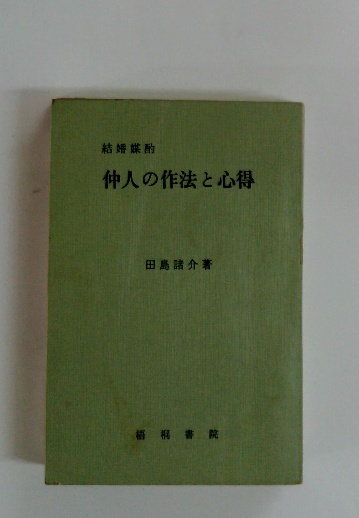 結婚媒酌
仲人の作法と心得
田島諸介著
梧桐書院